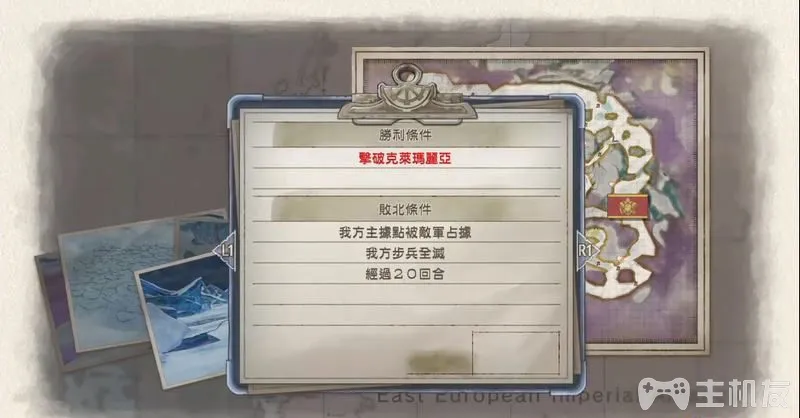 勝利條件
擊破克萊瑪麗亞
敗北條件
我方主據點被敵軍占據
我方步兵全滅
經過20回合
L1
R1
East European Imperia
主机友